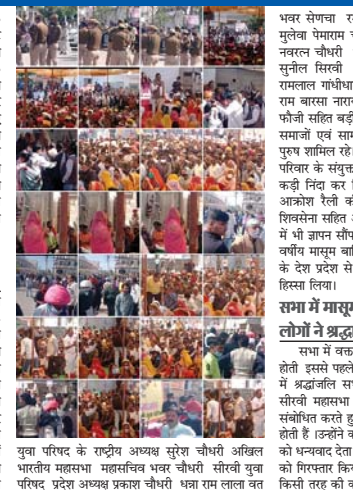 युवा परिषद के राष्ट्रीय अध्यक्ष सुरेश चौधरी अखिल
भारतीय महासभा महासचिव भवर चौधरी सीरवी युवा
परिषद प्रदेश अध्यक्ष प्रकाश चौधरी धन्ना राम लाला वत
भवर सेणचा
मुलेवा पेमाराम
नवरत्न चौधरी
सुनील सिरवी
रामलाल गांधीधा
राम बारसा नारा
फौजी सहित बड़ी
समाजों एवं साम
पुरुष शामिल रहे।
परिवार के संयुक्त
कड़ी निंदा कर
आक्रोश रैली क
शिवसेना सहित
में भी ज्ञापन सौंप
वर्षीय मासूम बा
के देश प्रदेश से
हिस्सा लिया।
सभा में मासूम
लोगों ने श्रद्धा
सभा में वक्त
होती इससे पहले
में श्रद्धांजलि सभ
सीरवी महासभा
संबोधित करते हु
होती हैं ।उन्होंने व
को धन्यवाद देता
को गिरफ्तार कि
किसी तरह की व